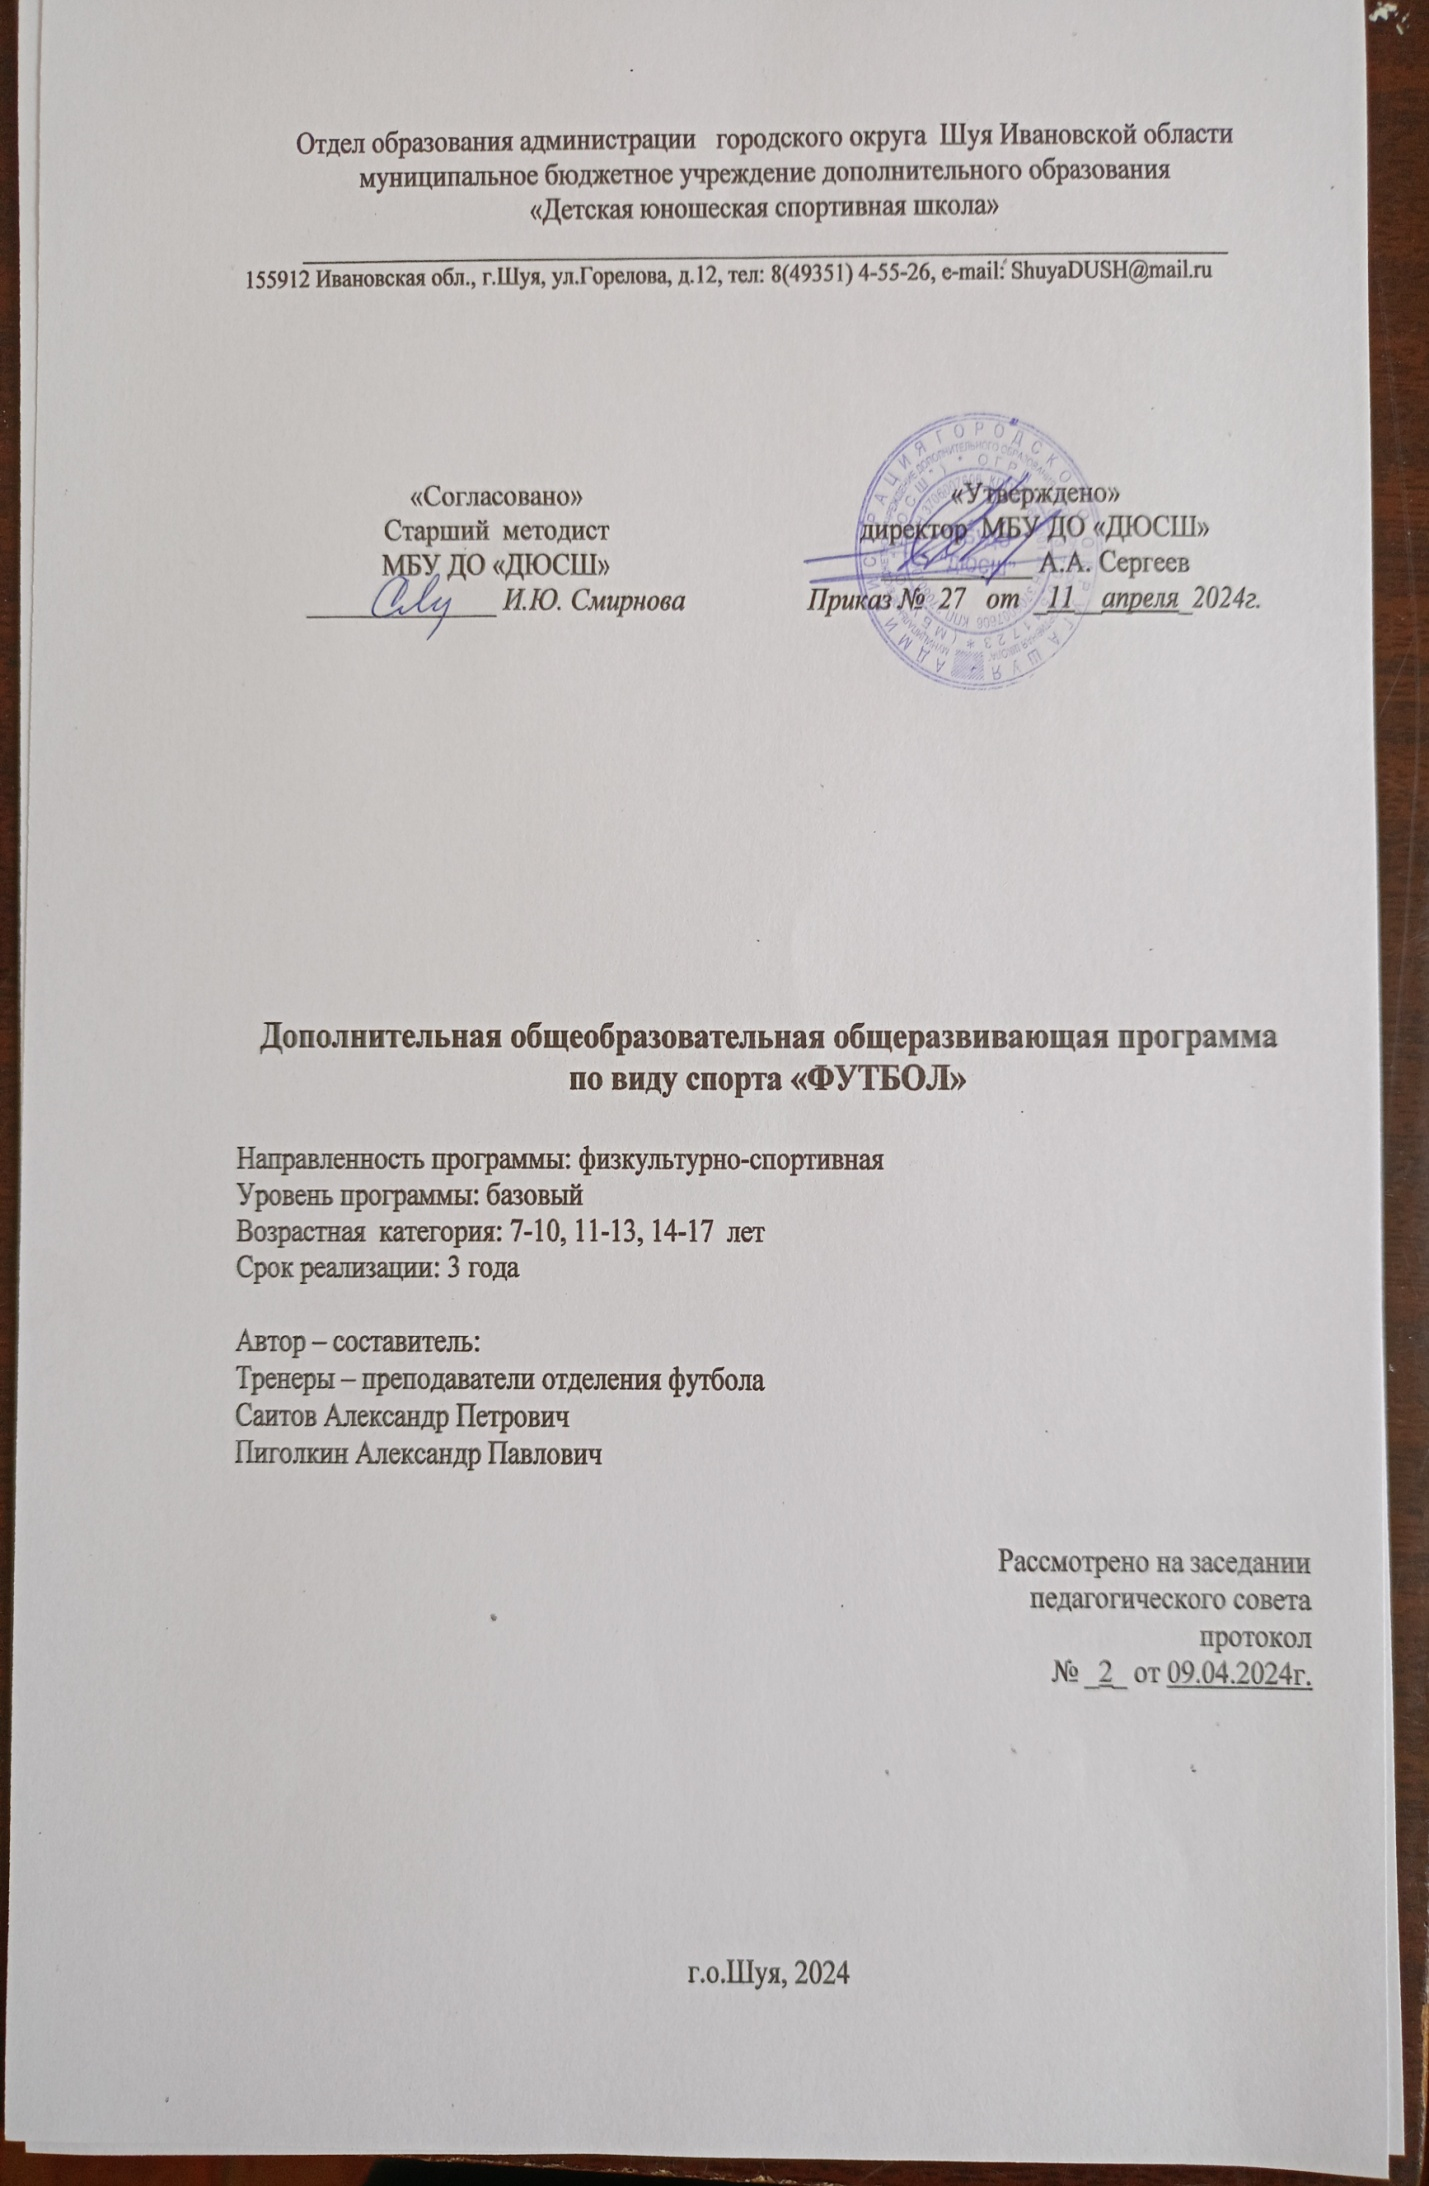 Отдел образования администрации городского округа Шуя Ивановской области
муниципальное бюджетное учреждение дополнительного образования
«Детская юношеская спортивная школа»
155912 Ивановская обл., г.Шуя, ул.Горелова, д.12, тел: 8(49351) 4-55-26, e-mail: ShuyaDUSH@mail.ru
«Согласовано»
Старший методист
МБУ ДО «ДЮСШ»
И.Ю. Смирнова
«Утверждено»
директор МБУ ДО «ДЮСШ»
А.А. Сергеев
Приказ № 27 от _11_ _апреля_2024г.
Дополнительная общеобразовательная общеразвивающая программа
по виду спорта «ФУТБОЛ»
Направленность программы: физкультурно-спортивная
Уровень программы: базовый
Возрастная категория: 7-10, 11-13, 14-17 лет
Срок реализации: 3 года
Автор – составитель:
Тренеры – преподаватели отделения футбола
Саитов Александр Петрович
Пиголкин Александр Павлович
Рассмотрено на заседании
педагогического совета
протокол
№ _2_ от 09.04.2024г.
г.о.Шуя, 2024